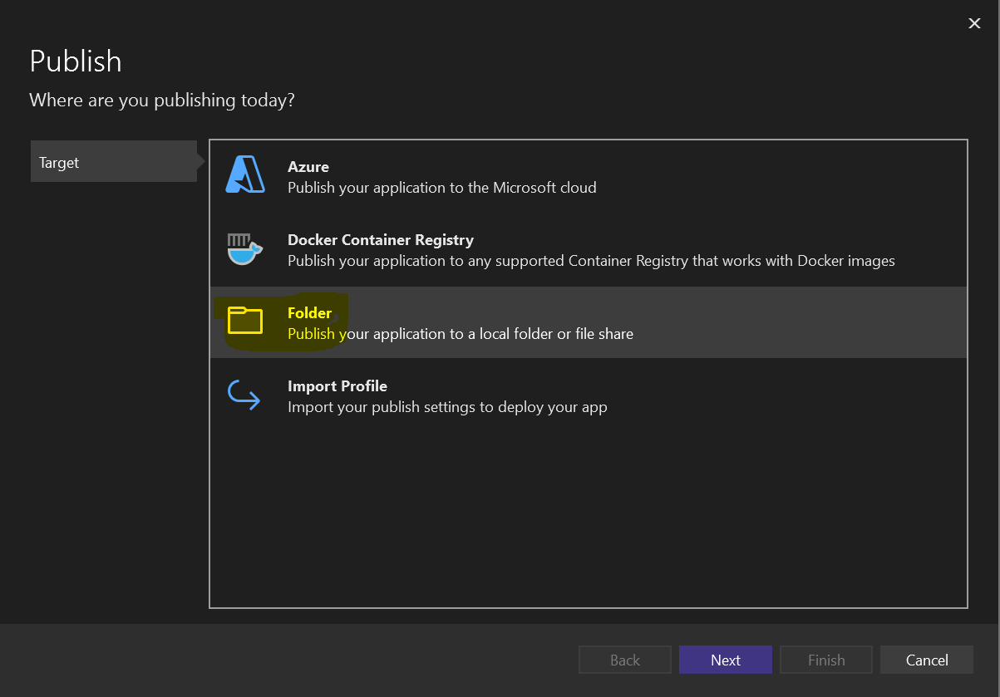 Publish
Where are you publishing today?
Target
Azure
Publish your application to the Microsoft cloud
Docker Container Registry
Publish your application to any supported Container Registry that works with Docker images
Folder
Publish your application to a local folder or file share
Import Profile
Import your publish settings to deploy your app
Back
Next
Finish
Cancel